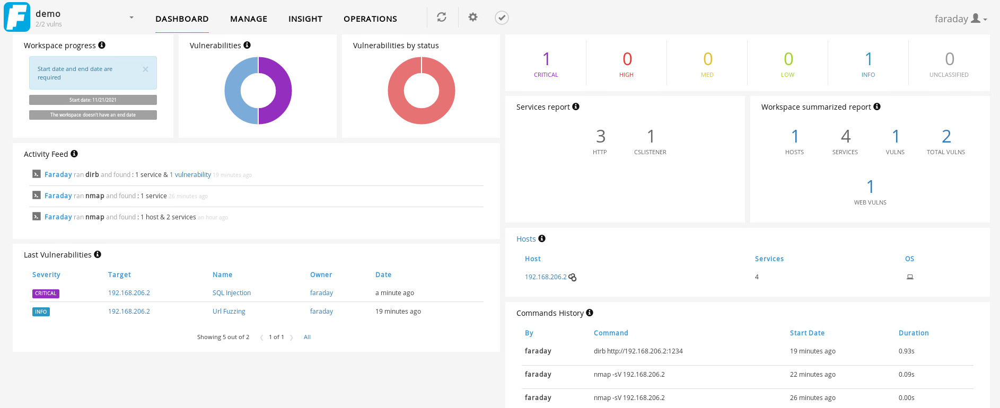 demo
2/2 vulns
DASHBOARD MANAGE INSIGHT OPERATIONS
faraday
Workspace progress
Start date and end date are
required
Start date: 11/21/2021
The workspace doesn't have an end date
Vulnerabilities
Vulnerabilities by status
1 0 0 0 1 0
CRITICAL HIGH MED LOW INFO UNCLASSIFIED
Services report
3 1
HTTP CSLISTENER
Workspace summarized report
1 4 1 2
HOSTS SERVICES VULNS TOTAL VULNS
1
WEB VULNS
Activity Feed
Faraday ran dirb and found : 1 service & 1 vulnerability 19 minutes ago
Faraday ran nmap and found : 1 service 26 minutes ago
Faraday ran nmap and found : 1 host & 2 services an hour ago
Last Vulnerabilities
Severity Target Name Owner Date
CRITICAL 192.168.206.2 SQL Injection faraday a minute ago
INFO 192.168.206.2 Url Fuzzing faraday 19 minutes ago
Showing 5 out of 2 1 of 1 All
Hosts
Host Services OS
192.168.206.2 4
Commands History
By Command Start Date Duration
faraday dirb http://192.168.206.2:1234 19 minutes ago 0.93s
faraday nmap -sV 192.168.206.2 22 minutes ago 0.09s
faraday nmap -sV 192.168.206.2 26 minutes ago 0.00s